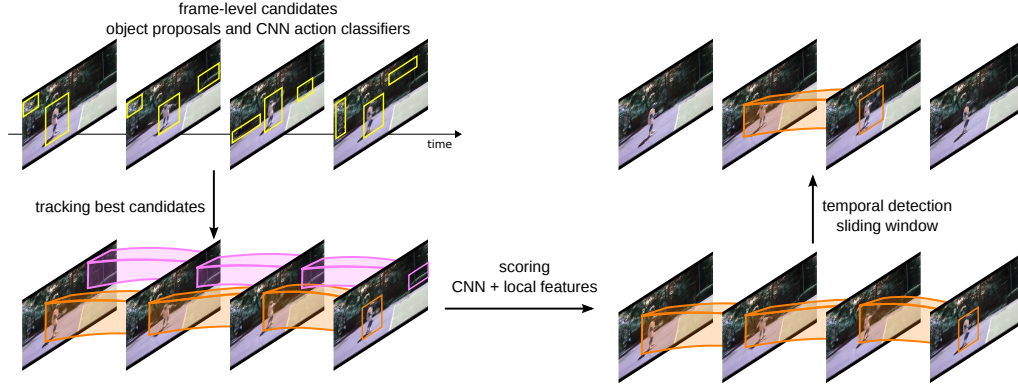 frame-level candidates
object proposals and CNN action classifiers
time
tracking best candidates
scoring
CNN + local features
temporal detection
sliding window